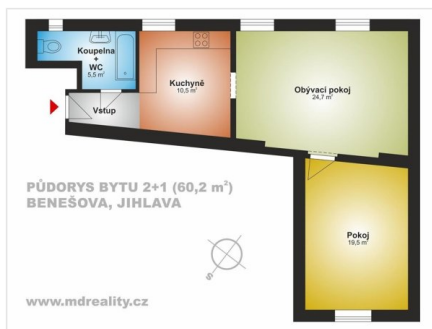 Koupelna
+
WC
5,5 m²
Kuchyně
10,5 m²
Obývací pokoj
24,7 m²
Vstup
PŮDORYS BYTU 2+1 (60,2 m²)
BENEŠOVA, JIHLAVA
Pokoj
19,5 m²
S
www.mdreality.cz